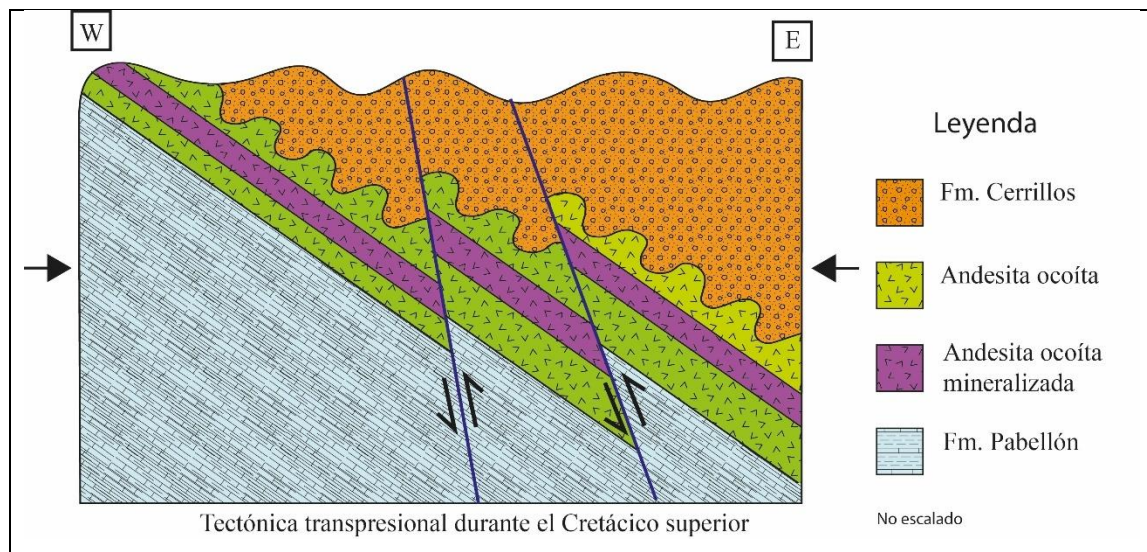 W
E
Leyenda
Fm. Cerrillos
Andesita ocoíta
Andesita ocoíta
mineralizada
Fm. Pabellón
No escalado
Tectónica transpresional durante el Cretácico superior